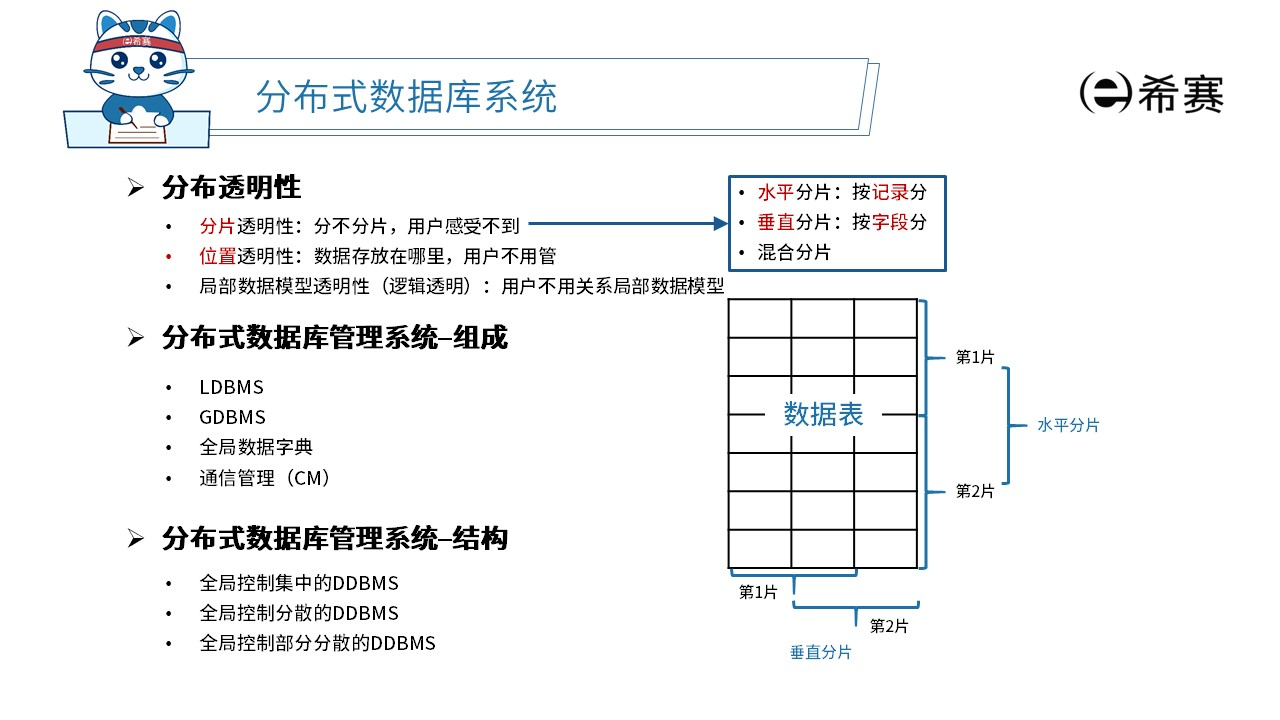 希赛
分布式数据库系统
希赛
分布透明性
分片透明性：分不分片，用户感受不到
位置透明性：数据存放在哪里，用户不用管
局部数据模型透明性（逻辑透明）：用户不用关系局部数据模型
水平分片：按记录分
垂直分片：按字段分
混合分片
分布式数据库管理系统–组成
LDBMS
GDBMS
全局数据字典
通信管理（CM）
分布式数据库管理系统–结构
全局控制集中的DDBMS
全局控制分散的DDBMS
全局控制部分分散的DDBMS
数据表
第1片
水平分片
第2片
第1片
第2片
垂直分片